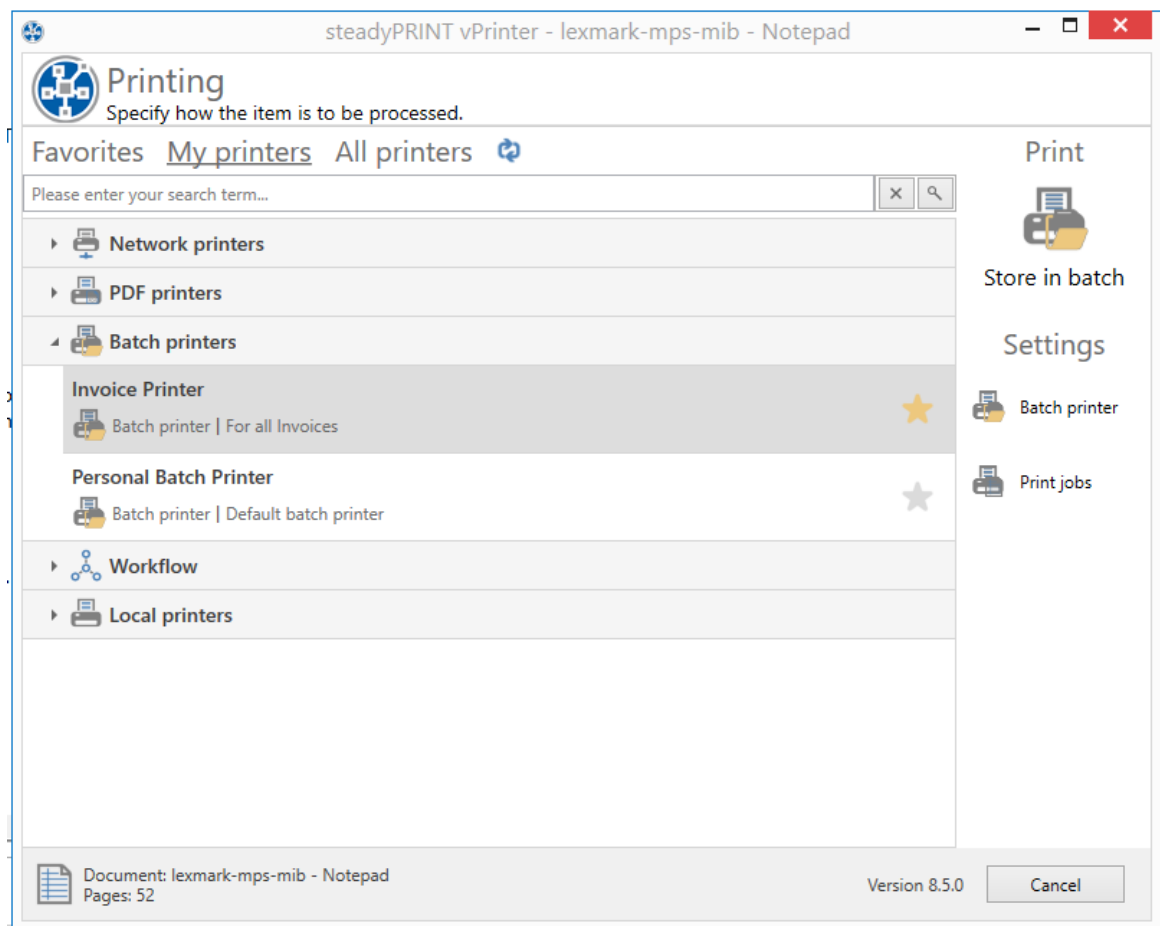 steadyPRINT vPrinter - lexmark-mps-mib - Notepad
Printing
Specify how the item is to be processed.
Favorites My printers All printers
Please enter your search term...
Network printers
PDF printers
Batch printers
Invoice Printer
Batch printer | For all Invoices
Personal Batch Printer
Batch printer | Default batch printer
Workflow
Local printers
Print
Store in batch
Settings
Batch printer
Print jobs
Document: lexmark-mps-mib - Notepad
Pages: 52
Version 8.5.0
Cancel